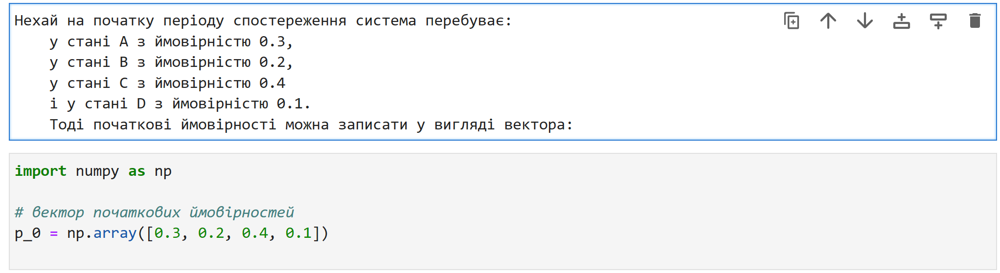 Нехай на початку періоду спостереження система перебуває:
у стані A з ймовірністю 0.3,
у стані B з ймовірністю 0.2,
у стані C з ймовірністю 0.4
і у стані D з ймовірністю 0.1.
Тоді початкові ймовірності можна записати у вигляді вектора:
import numpy as np
# вектор початкових ймовірностей
p_0 = np.array([0.3, 0.2, 0.4, 0.1])